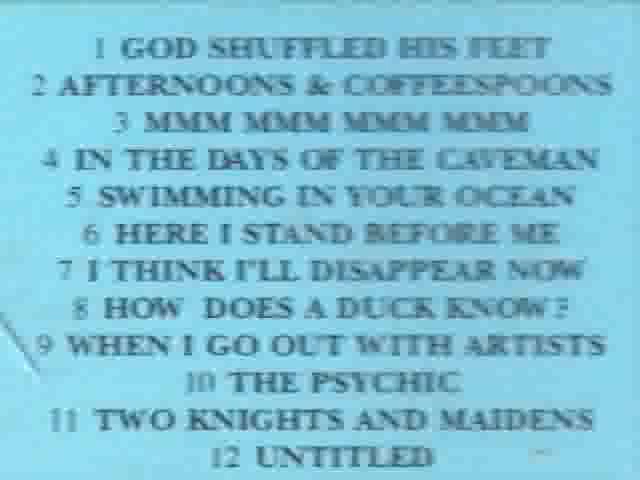 1 GOD SHUFFLED HIS FEET
2 AFTERNOONS & COFFEESPOONS
3 MMM MMM MMM MMM
4 IN THE DAYS OF THE CAVEMAN
5 SWIMMING IN YOUR OCEAN
6 HERE I STAND BEFORE ME
7 I THINK I'LL DISAPPEAR NOW
8 HOW DOES A DUCK KNOW?
9 WHEN I GO OUT WITH ARTISTS
10 THE PSYCHIC
11 TWO KNIGHTS AND MAIDENS
12 UNTITLED